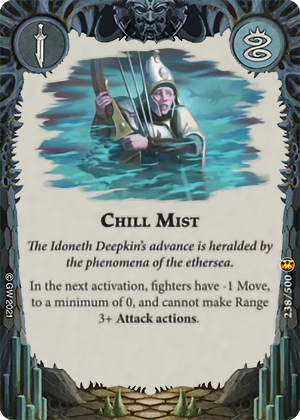 CHILL MIST
The Idoneth Deepkin's advance is heralded by
the phenomena of the ethersea.
In the next activation, fighters have -1 Move,
to a minimum of 0, and cannot make Range
3+ Attack actions.
© GW 2021
238/500